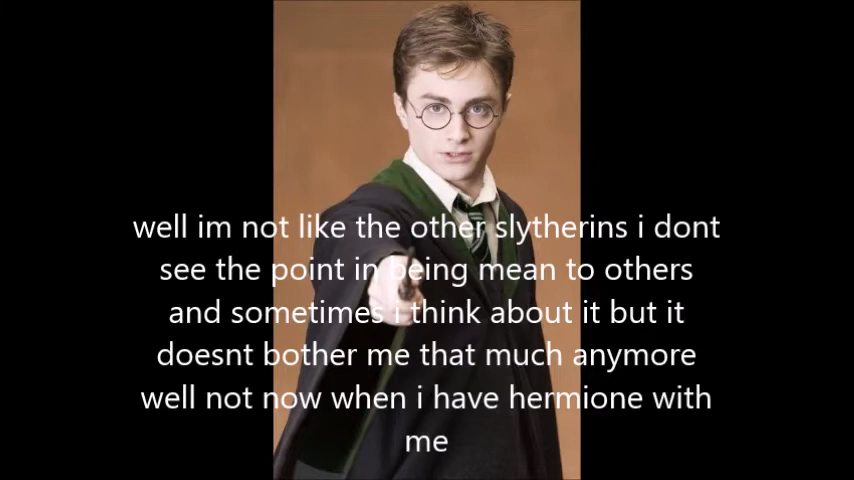 well im not like the other slytherins i dont
see the point in being mean to others
and sometimes i think about it but it
doesnt bother me that much anymore
well not now when i have hermione with
me